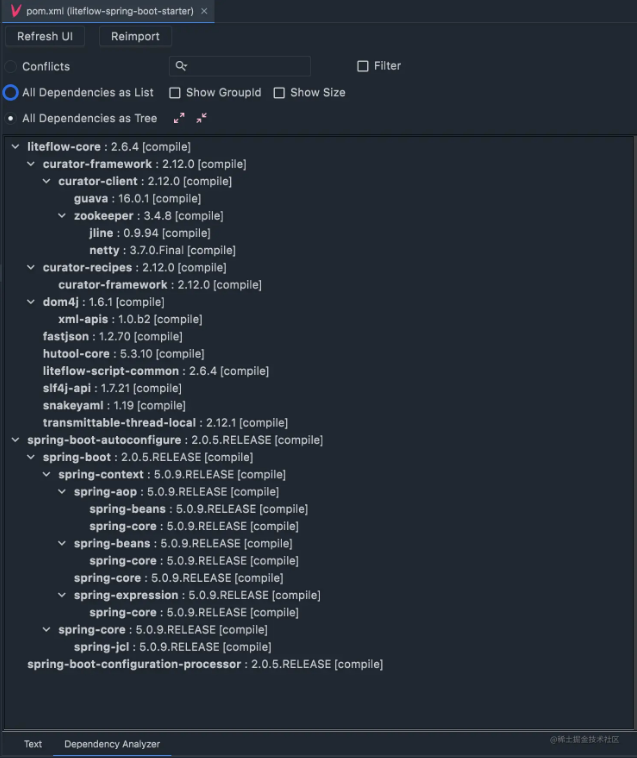 pom.xml (liteflow-spring-boot-starter) ×
Refresh UI Reimport
Conflicts Filter
All Dependencies as List Show GroupId Show Size
All Dependencies as Tree
liteflow-core : 2.6.4 [compile]
curator-framework : 2.12.0 [compile]
curator-client : 2.12.0 [compile]
guava : 16.0.1 [compile]
zookeeper : 3.4.8 [compile]
jline : 0.9.94 [compile]
netty : 3.7.0.Final [compile]
curator-recipes : 2.12.0 [compile]
curator-framework : 2.12.0 [compile]
dom4j : 1.6.1 [compile]
xml-apis : 1.0.b2 [compile]
fastjson : 1.2.70 [compile]
hutool-core : 5.3.10 [compile]
liteflow-script-common : 2.6.4 [compile]
slf4j-api : 1.7.21 [compile]
snakeyaml : 1.19 [compile]
transmittable-thread-local : 2.12.1 [compile]
spring-boot-autoconfigure : 2.0.5.RELEASE [compile]
spring-boot : 2.0.5.RELEASE [compile]
spring-context : 5.0.9.RELEASE [compile]
spring-aop : 5.0.9.RELEASE [compile]
spring-beans : 5.0.9.RELEASE [compile]
spring-core : 5.0.9.RELEASE [compile]
spring-beans : 5.0.9.RELEASE [compile]
spring-core : 5.0.9.RELEASE [compile]
spring-core : 5.0.9.RELEASE [compile]
spring-expression : 5.0.9.RELEASE [compile]
spring-core : 5.0.9.RELEASE [compile]
spring-core : 5.0.9.RELEASE [compile]
spring-jcl : 5.0.9.RELEASE [compile]
spring-boot-configuration-processor : 2.0.5.RELEASE [compile]
@稀土掘金技术社区
Text Dependency Analyzer